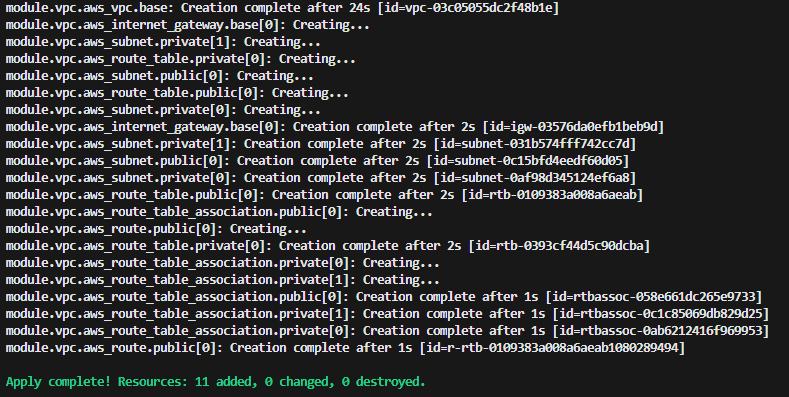 module.vpc.aws_vpc.base: Creation complete after 24s [id=vpc-03c05055dc2f48b1e]
module.vpc.aws_internet_gateway.base[0]: Creating...
module.vpc.aws_subnet.private[1]: Creating...
module.vpc.aws_route_table.private[0]: Creating...
module.vpc.aws_subnet.public[0]: Creating...
module.vpc.aws_route_table.public[0]: Creating...
module.vpc.aws_subnet.private[0]: Creating...
module.vpc.aws_internet_gateway.base[0]: Creation complete after 2s [id=igw-03576da0efb1beb9d]
module.vpc.aws_subnet.private[1]: Creation complete after 2s [id=subnet-031b574fff742cc7d]
module.vpc.aws_subnet.public[0]: Creation complete after 2s [id=subnet-0c15bfd4eedf60d05]
module.vpc.aws_subnet.private[0]: Creation complete after 2s [id=subnet-0af98d345124ef6a8]
module.vpc.aws_route_table.public[0]: Creation complete after 2s [id=rtb-0109383a008a6aeab]
module.vpc.aws_route_table_association.public[0]: Creating...
module.vpc.aws_route.public[0]: Creating...
module.vpc.aws_route_table.private[0]: Creation complete after 2s [id=rtb-0393cf44d5c90dcba]
module.vpc.aws_route_table_association.private[0]: Creating...
module.vpc.aws_route_table_association.private[1]: Creating...
module.vpc.aws_route_table_association.public[0]: Creation complete after 1s [id=rtbassoc-058e661dc265e9733]
module.vpc.aws_route_table_association.private[1]: Creation complete after 1s [id=rtbassoc-0c1c85069db829d25]
module.vpc.aws_route_table_association.private[0]: Creation complete after 1s [id=rtbassoc-0ab6212416f969953]
module.vpc.aws_route.public[0]: Creation complete after 1s [id=r-rtb-0109383a008a6aeab1080289494]
Apply complete! Resources: 11 added, 0 changed, 0 destroyed.